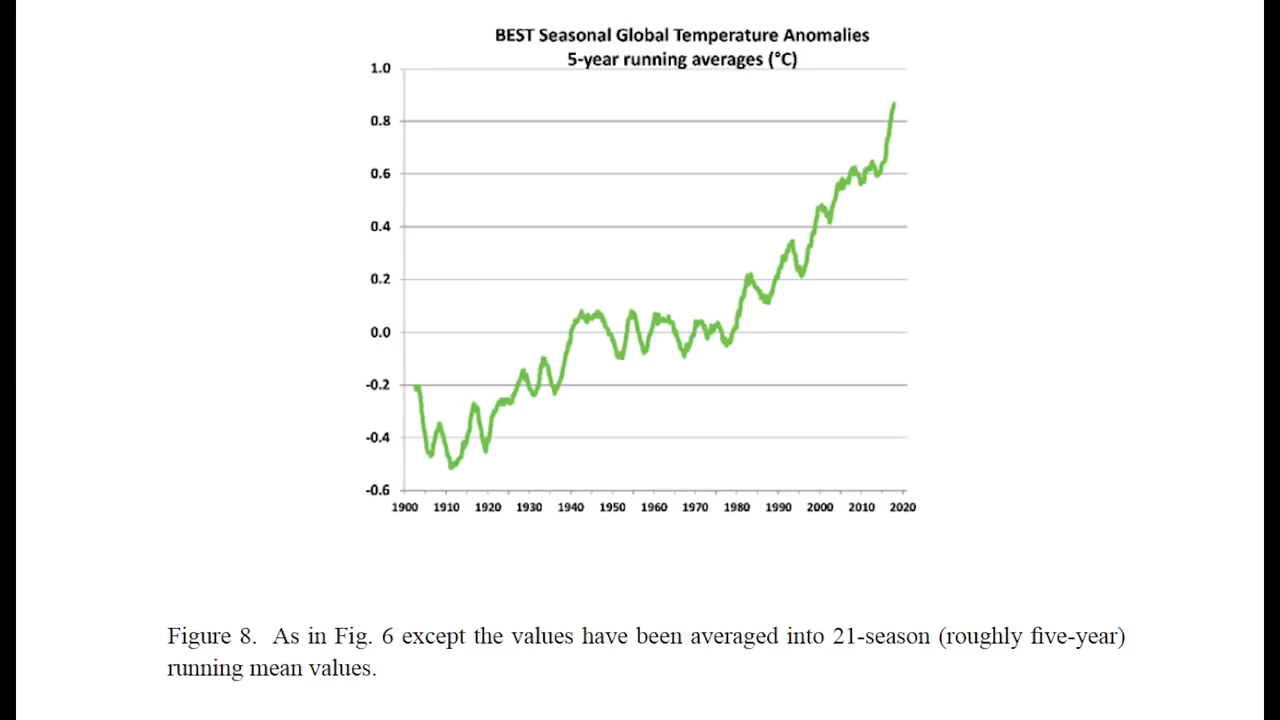 BEST Seasonal Global Temperature Anomalies
5-year running averages (°C)
1.0
0.8
0.6
0.4
0.2
0.0
-0.2
-0.4
-0.6
1900 1910 1920 1930 1940 1950 1960 1970 1980 1990 2000 2010 2020
Figure 8. As in Fig. 6 except the values have been averaged into 21-season (roughly five-year)
running mean values.